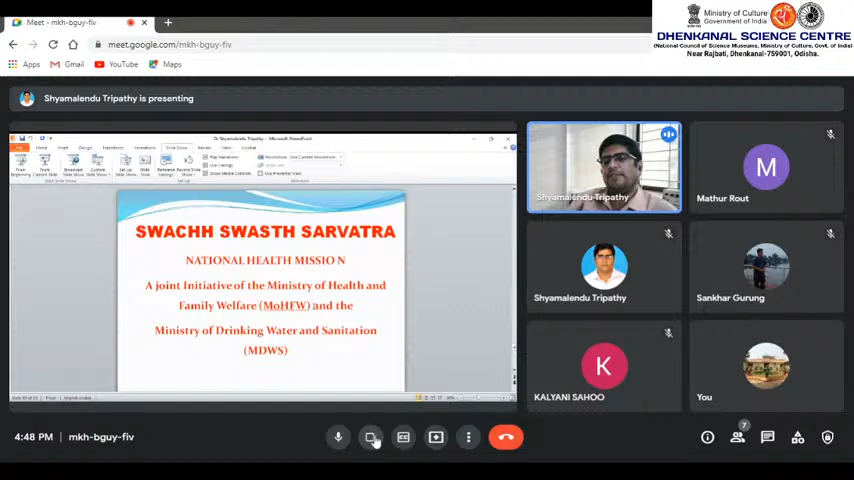 Meet - mkh-bguy-fiv
meet.google.com/mkh-bguy-fiv
Apps
Gmail
YouTube
Maps
Ministry of Culture
Government of India
DHENKANAL SCIENCE CENTRE
(National Council of Science Museums, Ministry of Culture, Govt. of India)
Near Rajbati, Dhenkanal-759001, Odisha.
Shyamalendu Tripathy is presenting
SWACHH SWASTH SARVATRA
NATIONAL HEALTH MISSION
A joint Initiative of the Ministry of Health and
Family Welfare (MoHFW) and the
Ministry of Drinking Water and Sanitation
(MDWS)
Shyamalendu Tripathy
M
Mathur Rout
Shyamalendu Tripathy
Sankhar Gurung
K
KALYANI SAHOO
You
4:48 PM
mkh-bguy-fiv
CC
7